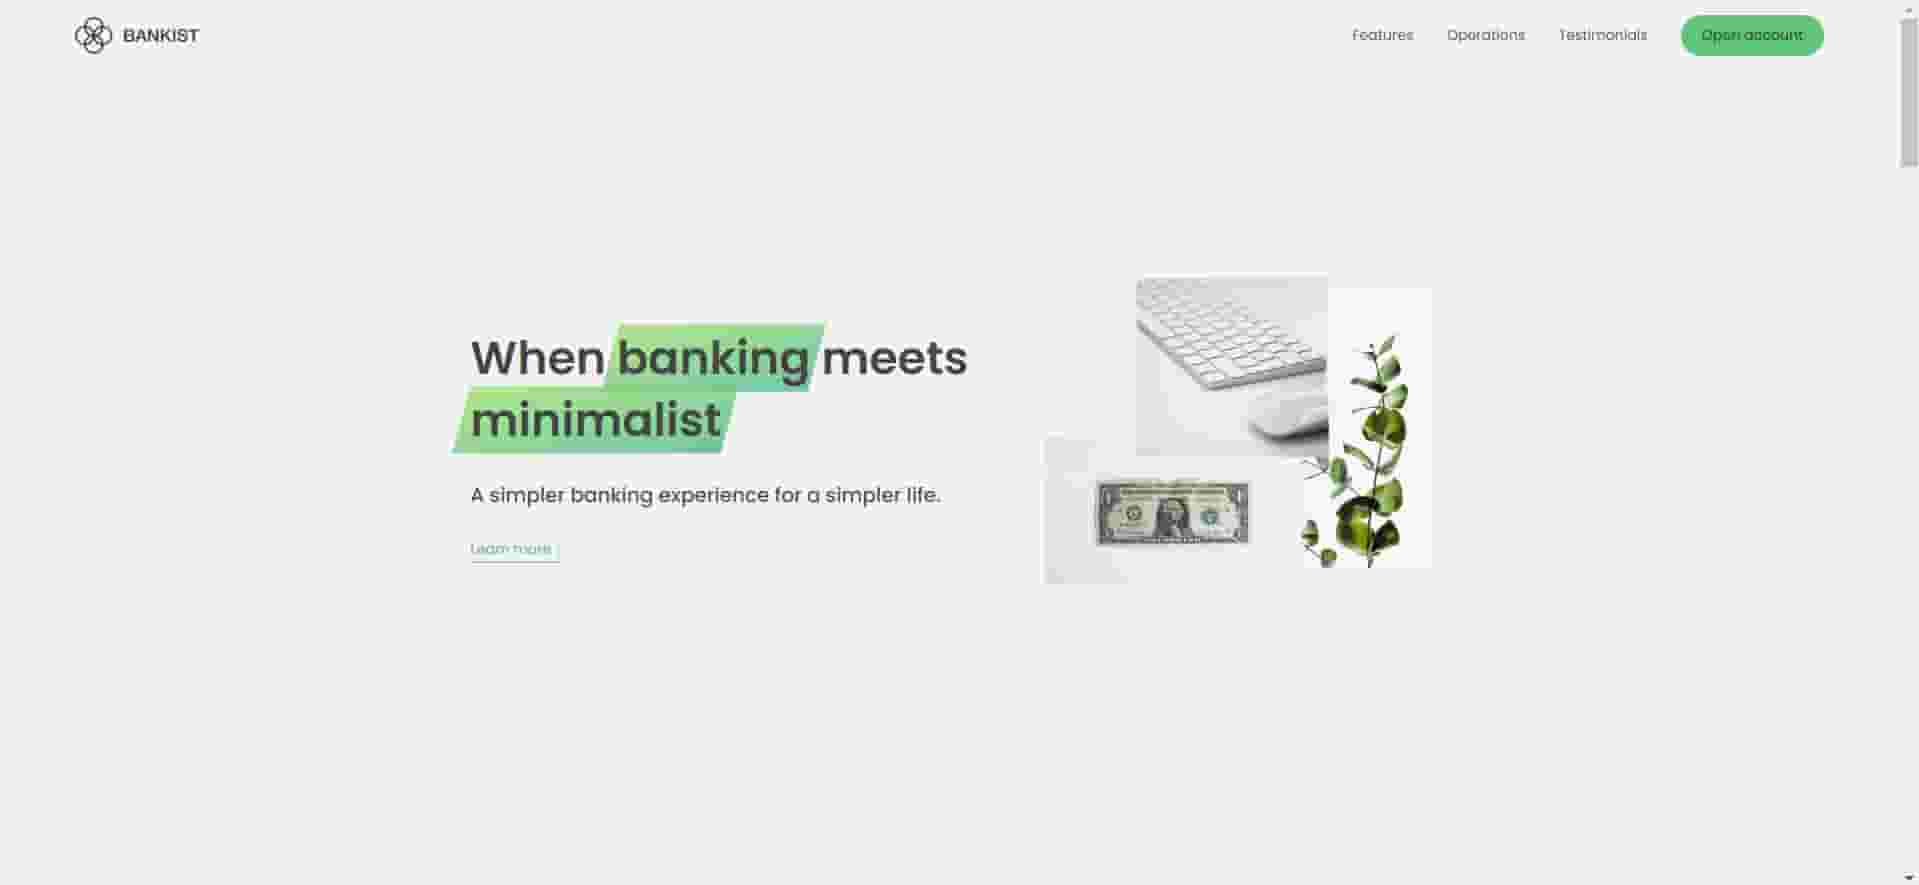 BANKIST
Features Operations Testimonials Open account
When banking meets
minimalist
A simpler banking experience for a simpler life.
Learn more